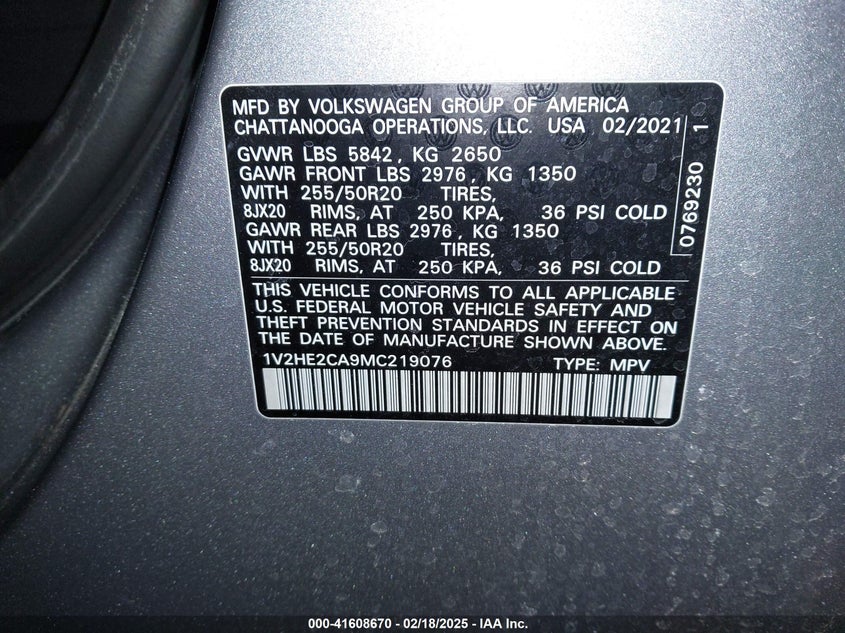 MFD BY VOLKSWAGEN GROUP OF AMERICA
CHATTANOOGA OPERATIONS, LLC. USA 02/2021
GVWR LBS 5842, KG 2650
GAWR FRONT LBS 2976, KG 1350
WITH 255/50R20 TIRES,
8JX20 RIMS, AT 250 KPA, 36 PSI COLD
GAWR REAR LBS 2976, KG 1350
WITH 255/50R20 TIRES,
8JX20 RIMS, AT 250 KPA, 36 PSI COLD
THIS VEHICLE CONFORMS TO ALL APPLICABLE
U.S. FEDERAL MOTOR VEHICLE SAFETY AND
THEFT PREVENTION STANDARDS IN EFFECT ON
THE DATE OF MANUFACTURE SHOWN ABOVE.
1V2HE2CA9MC219076 TYPE: MPV
0769230 1
000-41608670 - 02/18/2025 - IAA Inc.